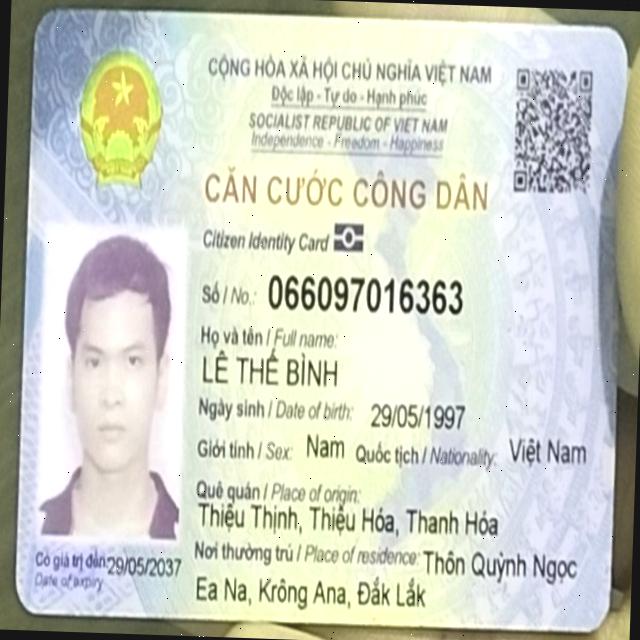 CỘNG HÒA XÃ HỘI CHỦ NGHĨA VIỆT NAM
Độc lập - Tự do - Hạnh phúc
SOCIALIST REPUBLIC OF VIET NAM
Independence - Freedom - Happiness
CĂN CƯỚC CÔNG DÂN
Citizen Identity Card
Số / No.: 066097016363
Họ và tên / Full name:
LÊ THẾ BÌNH
Ngày sinh / Date of birth: 29/05/1997
Giới tính / Sex: Nam Quốc tịch / Nationality: Việt Nam
Quê quán / Place of origin:
Thiệu Thịnh, Thiệu Hóa, Thanh Hóa
Nơi thường trú / Place of residence: Thôn Quỳnh Ngọc
Ea Na, Krông Ana, Đắk Lắk
Có giá trị đến: 29/05/2037
Date of expiry